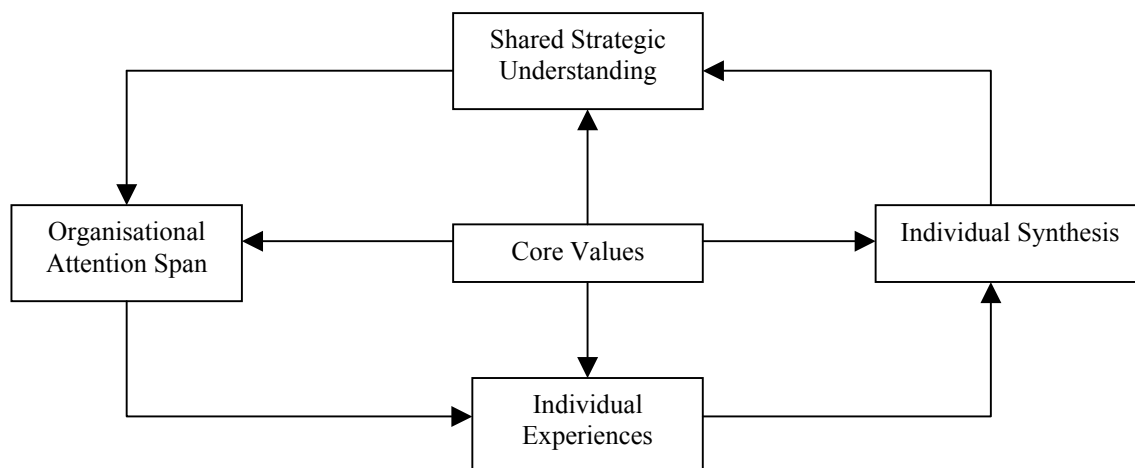 Shared Strategic
Understanding
Organisational
Attention Span
Core Values
Individual Synthesis
Individual
Experiences